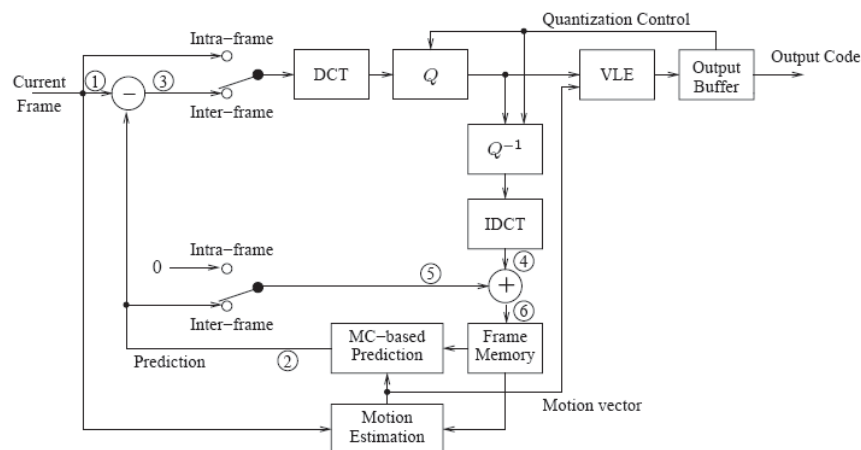 Quantization Control
Intra−frame
Output Code
Current
Frame
①
−
③
DCT
Q
VLE
Output
Buffer
Inter−frame
Q⁻¹
IDCT
Intra−frame
0
④
⑤
+
⑥
Inter−frame
Prediction
②
MC−based
Prediction
Frame
Memory
Motion vector
Motion
Estimation